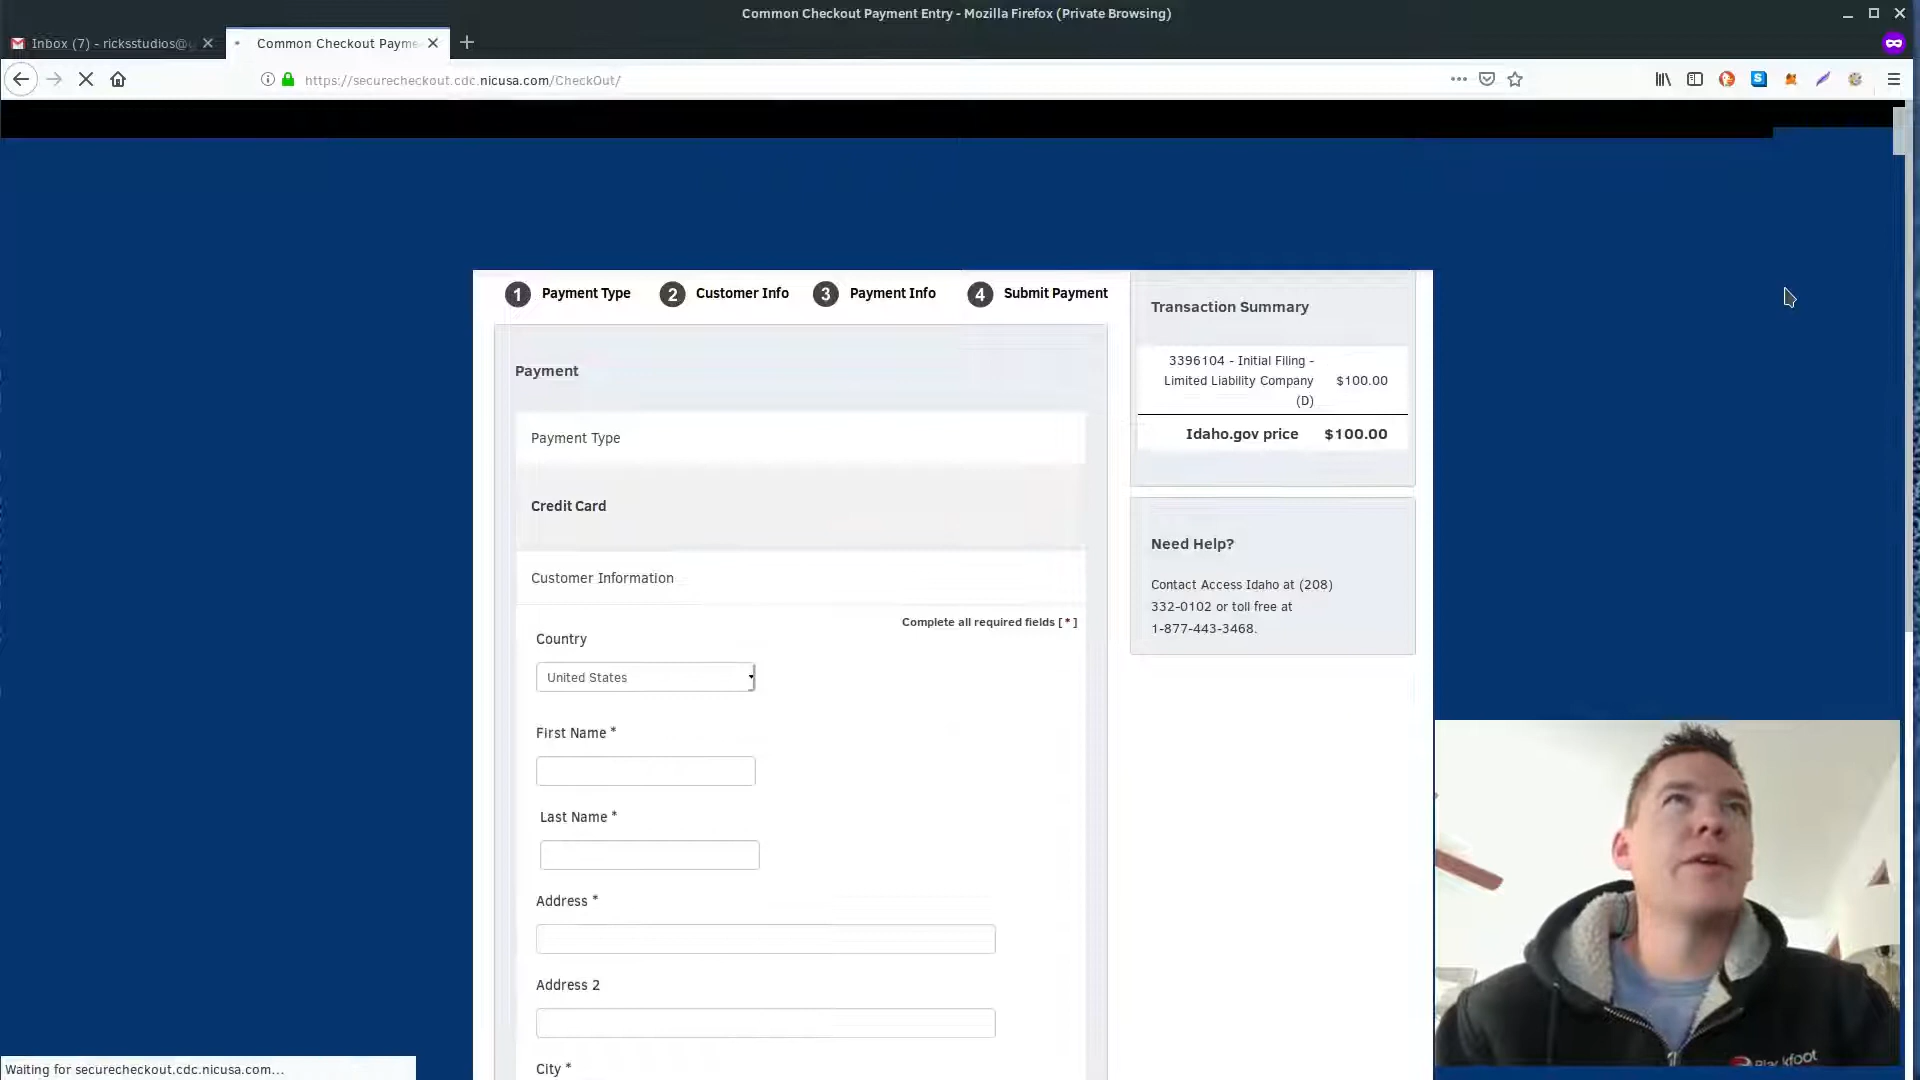 Common Checkout Payment Entry - Mozilla Firefox (Private Browsing)
Inbox (7) - ricksstudios@
Common Checkout Payme
https://securecheckout.cdc.nicusa.com/CheckOut/
1 Payment Type
2 Customer Info
3 Payment Info
4 Submit Payment
Payment
Payment Type
Credit Card
Customer Information
Complete all required fields [ * ]
Country
United States
First Name *
Last Name *
Address *
Address 2
City *
Transaction Summary
3396104 - Initial Filing -
Limited Liability Company $100.00
(D)
Idaho.gov price $100.00
Need Help?
Contact Access Idaho at (208)
332-0102 or toll free at
1-877-443-3468.
Blackfoot
Waiting for securecheckout.cdc.nicusa.com...